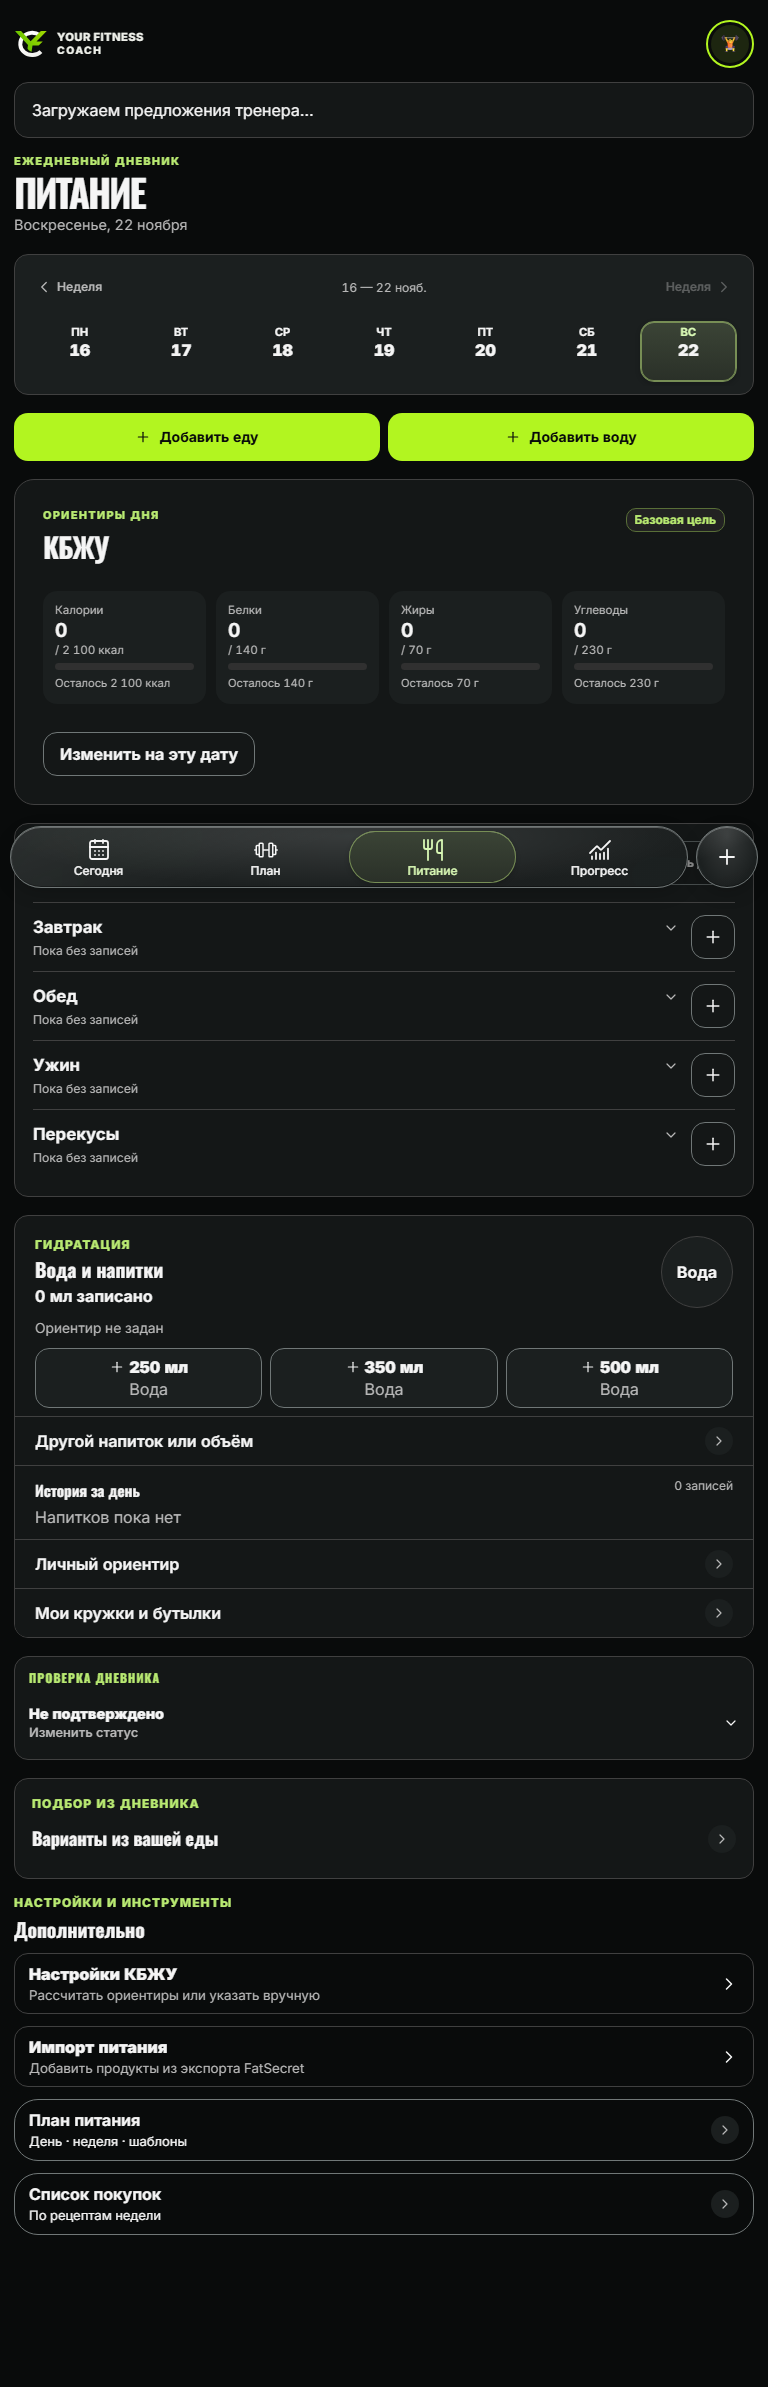 YOUR FITNESS
COACH
Загружаем предложения тренера...
ЕЖЕДНЕВНЫЙ ДНЕВНИК
ПИТАНИЕ
Воскресенье, 22 ноября
Неделя
16 — 22 нояб.
Неделя
ПН
16
ВТ
17
СР
18
ЧТ
19
ПТ
20
СБ
21
ВС
22
+ Добавить еду
+ Добавить воду
ОРИЕНТИРЫ ДНЯ
Базовая цель
КБЖУ
Калории
0
/ 2 100 ккал
Осталось 2 100 ккал
Белки
0
/ 140 г
Осталось 140 г
Жиры
0
/ 70 г
Осталось 70 г
Углеводы
0
/ 230 г
Осталось 230 г
Изменить на эту дату
Сегодня
План
Питание
Прогресс
+
Завтрак
Пока без записей
+
Обед
Пока без записей
+
Ужин
Пока без записей
+
Перекусы
Пока без записей
+
ГИДРАТАЦИЯ
Вода и напитки
0 мл записано
Вода
Ориентир не задан
+ 250 мл
Вода
+ 350 мл
Вода
+ 500 мл
Вода
Другой напиток или объём
История за день
0 записей
Напитков пока нет
Личный ориентир
Мои кружки и бутылки
ПРОВЕРКА ДНЕВНИКА
Не подтверждено
Изменить статус
ПОДБОР ИЗ ДНЕВНИКА
Варианты из вашей еды
НАСТРОЙКИ И ИНСТРУМЕНТЫ
Дополнительно
Настройки КБЖУ
Рассчитать ориентиры или указать вручную
Импорт питания
Добавить продукты из экспорта FatSecret
План питания
День · неделя · шаблоны
Список покупок
По рецептам недели